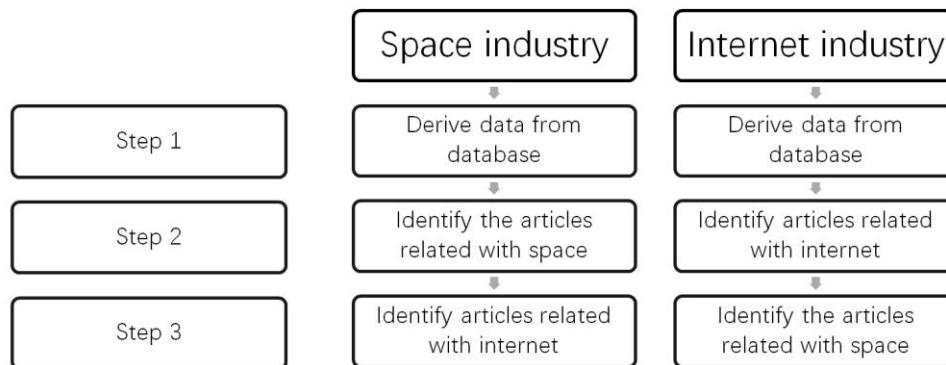 Space industry
Internet industry
Step 1
Derive data from
database
Derive data from
database
Step 2
Identify the articles
related with space
Identify articles related
with internet
Step 3
Identify articles related
with internet
Identify the articles
related with space